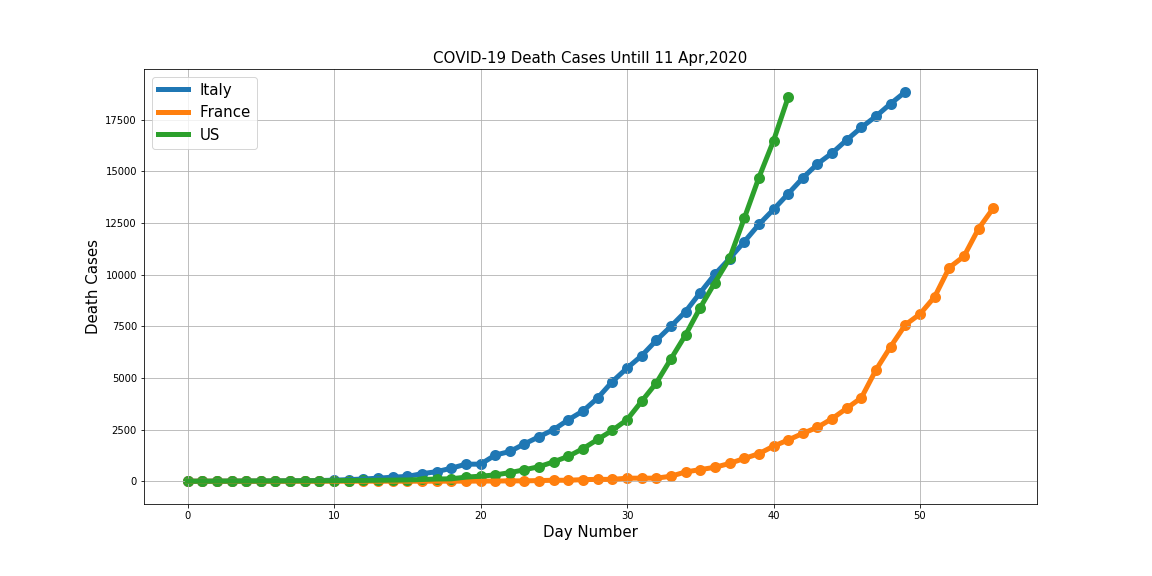 COVID-19 Death Cases Untill 11 Apr,2020
Italy
France
US
Death Cases
17500
15000
12500
10000
7500
5000
2500
0
0 10 20 30 40 50
Day Number